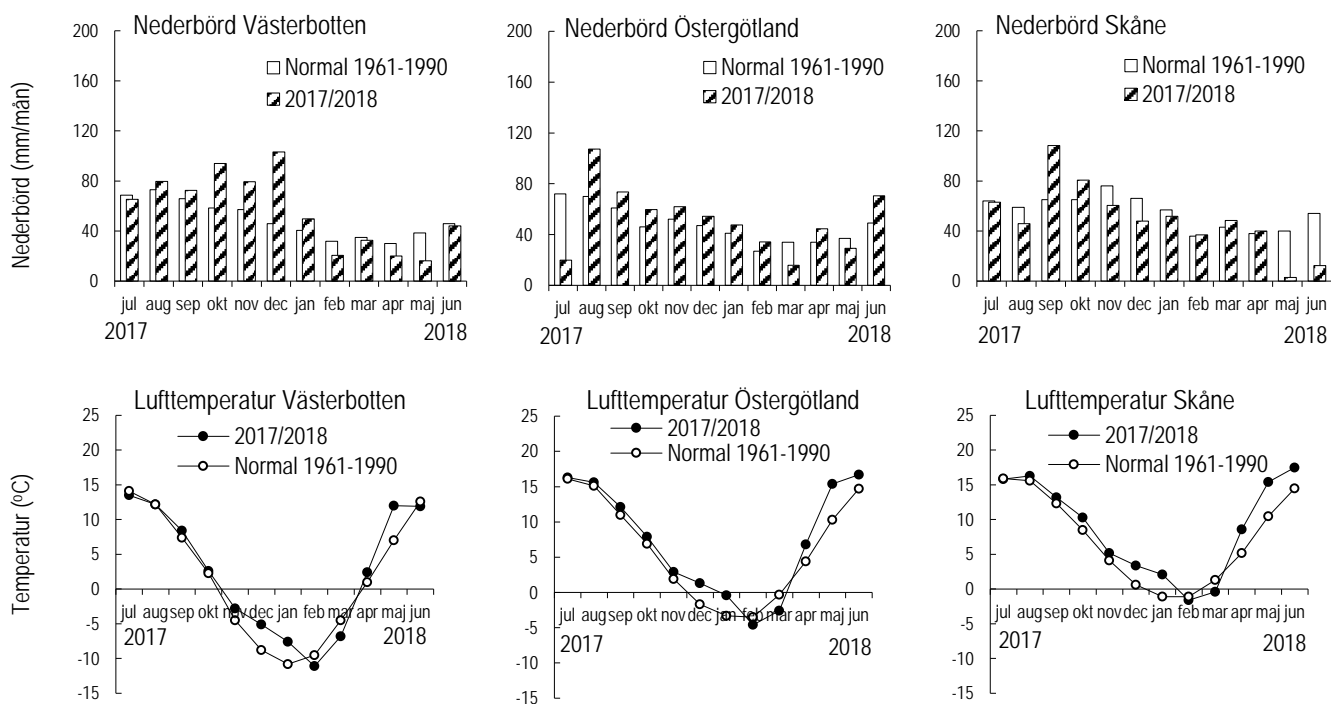 Nederbörd Västerbotten
200
160
120
80
40
0
Nederbörd (mm/mån)
Normal 1961-1990
2017/2018
jul aug sep okt nov dec jan feb mar apr maj jun
2017 2018
Nederbörd Östergötland
200
160
120
80
40
0
Normal 1961-1990
2017/2018
jul aug sep okt nov dec jan feb mar apr maj jun
2017 2018
Nederbörd Skåne
200
160
120
80
40
0
Normal 1961-1990
2017/2018
jul aug sep okt nov dec jan feb mar apr maj jun
2017 2018
Lufttemperatur Västerbotten
25
20
15
10
5
0
-5
-10
-15
Temperatur (ºC)
2017/2018
Normal 1961-1990
jul aug sep okt nov dec jan feb mar apr maj jun
2017 2018
Lufttemperatur Östergötland
25
20
15
10
5
0
-5
-10
-15
2017/2018
Normal 1961-1990
jul aug sep okt nov dec jan feb mar apr maj jun
2017 2018
Lufttemperatur Skåne
25
20
15
10
5
0
-5
-10
-15
2017/2018
Normal 1961-1990
jul aug sep okt nov dec jan feb mar apr maj jun
2017 2018